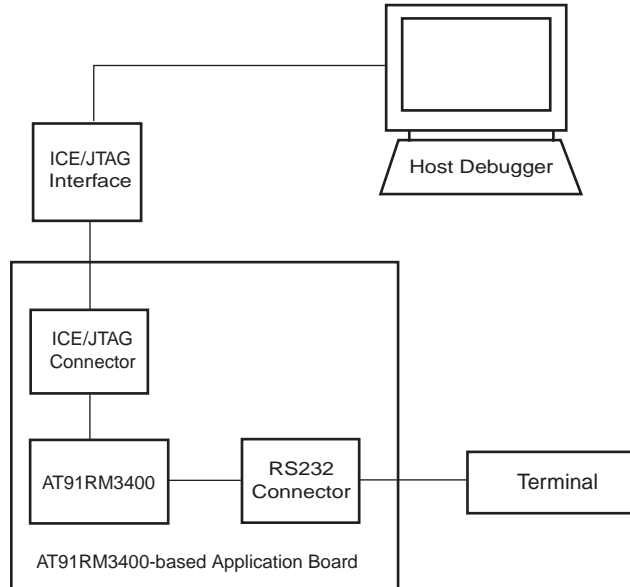 Host Debugger
ICE/JTAG
Interface
ICE/JTAG
Connector
AT91RM3400
RS232
Connector
Terminal
AT91RM3400-based Application Board